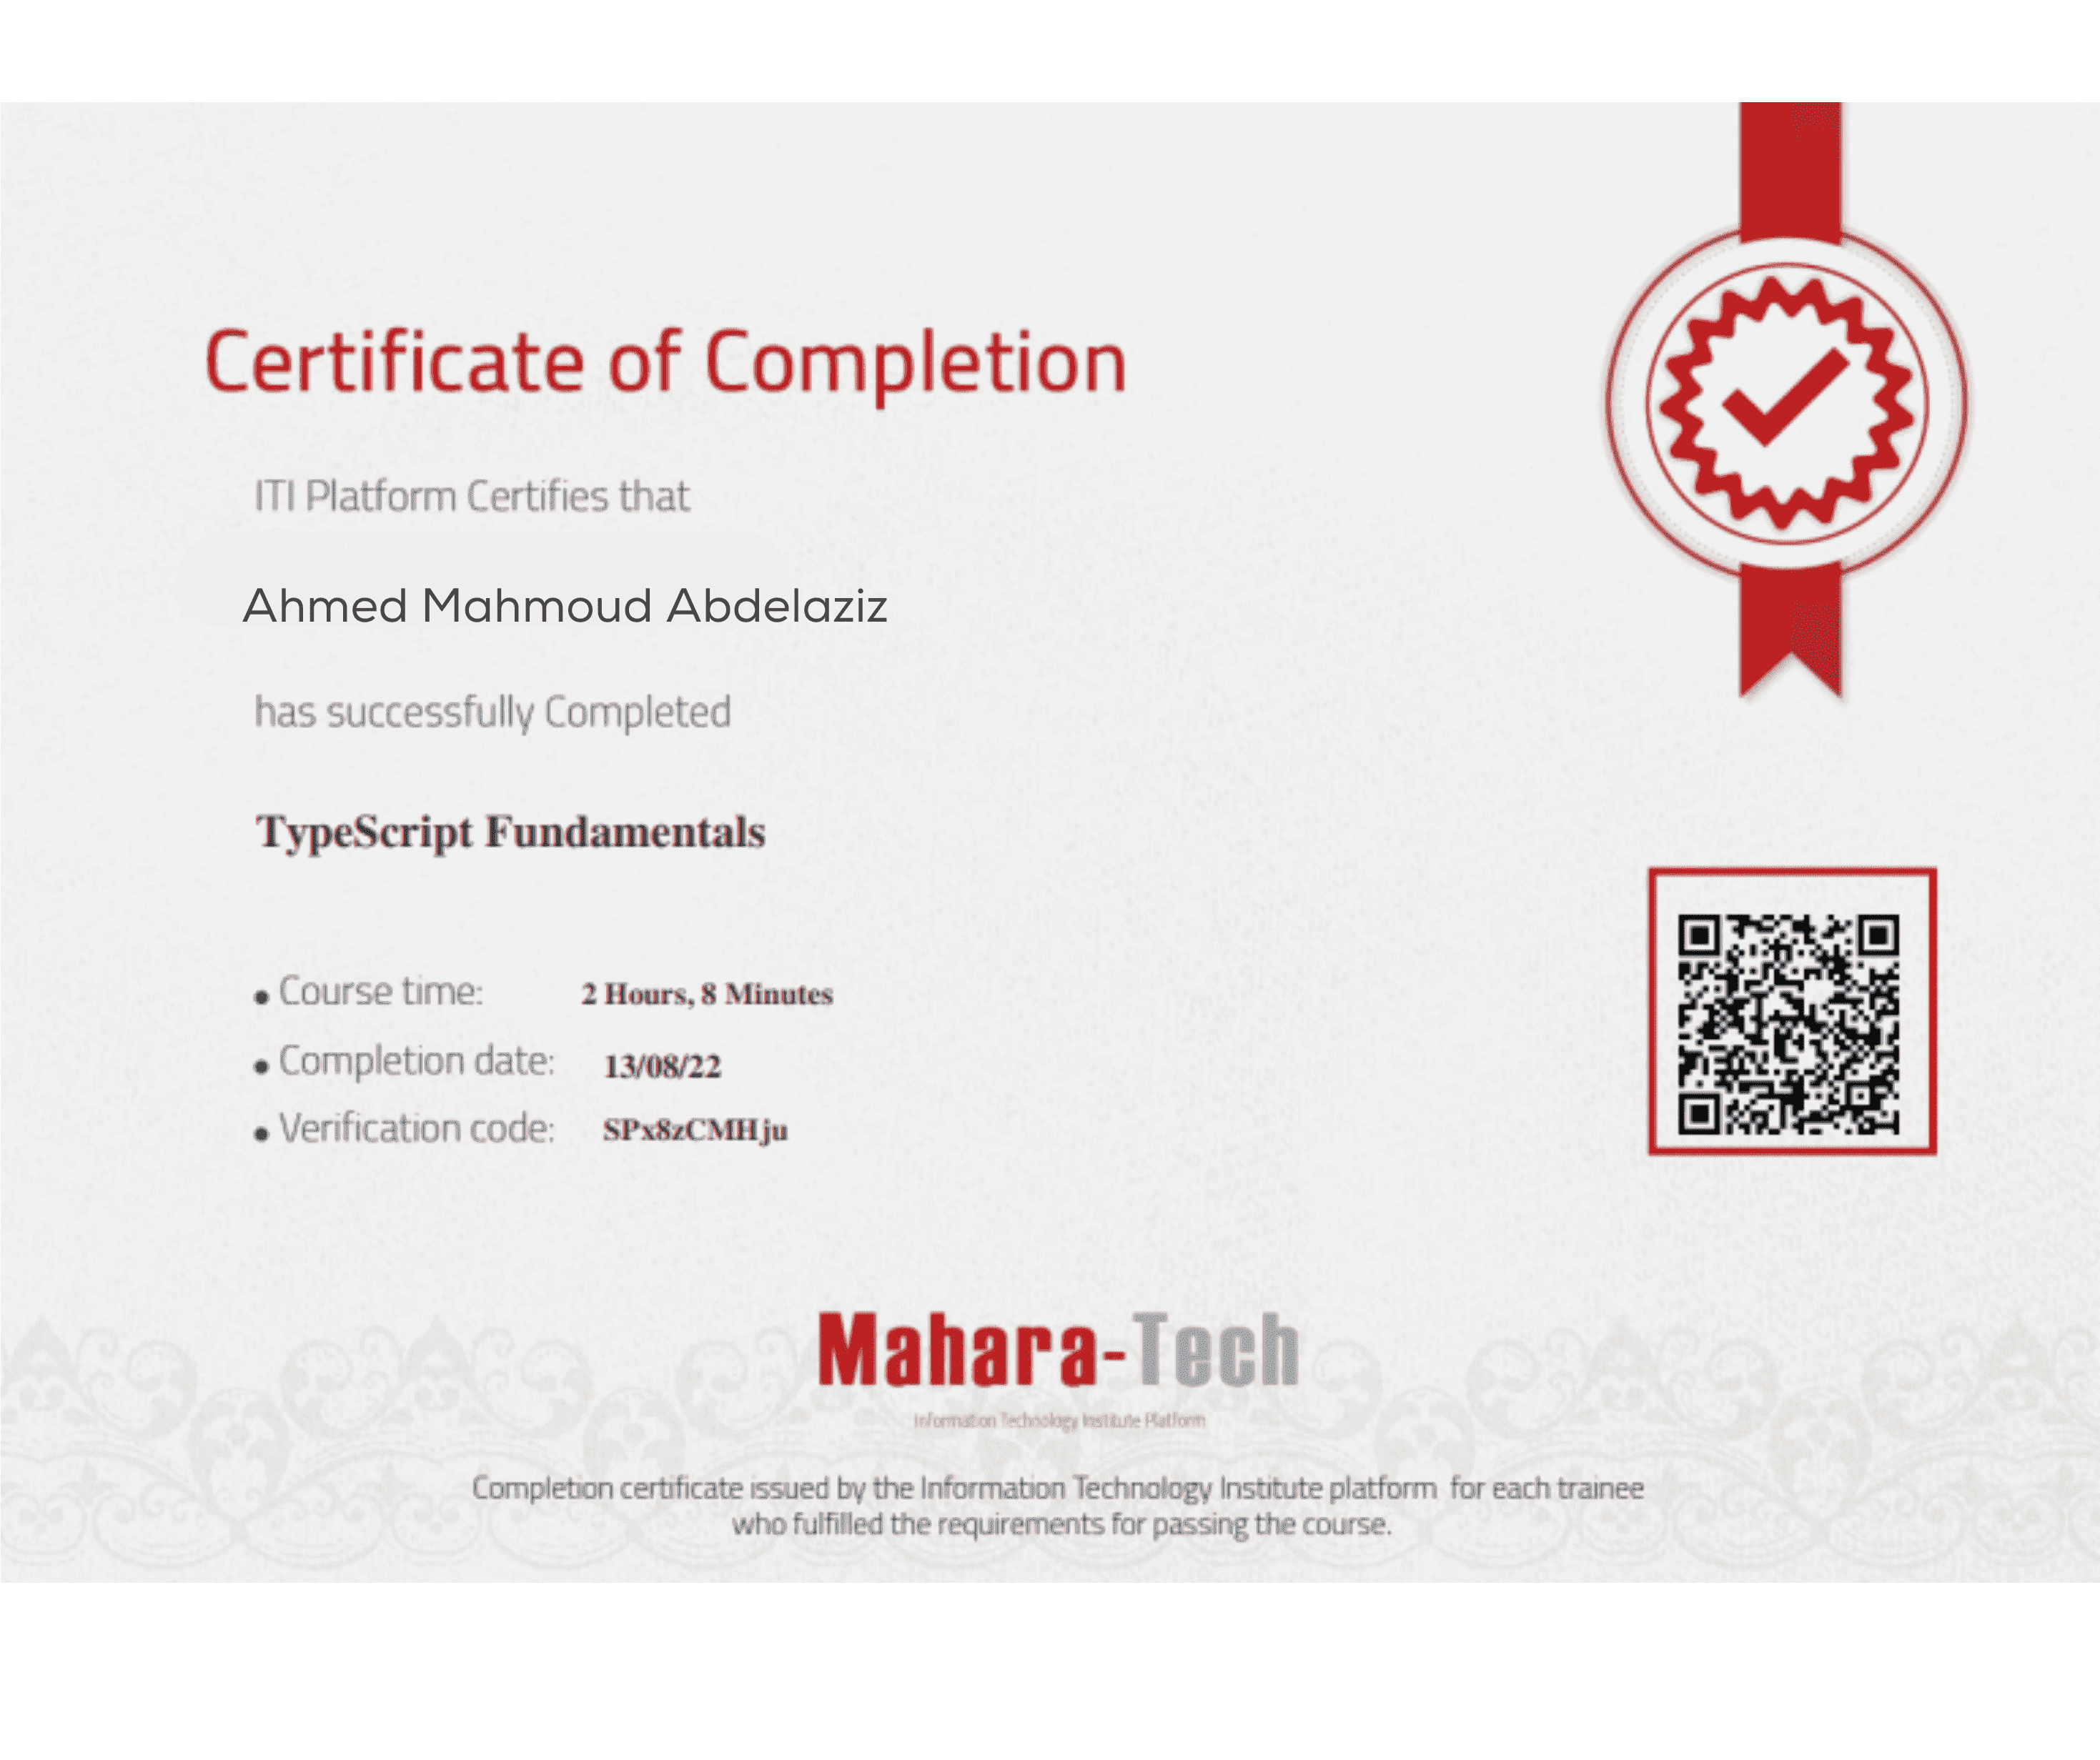 Certificate of Completion
ITI Platform Certifies that
Ahmed Mahmoud Abdelaziz
has successfully Completed
TypeScript Fundamentals
• Course time: 2 Hours, 8 Minutes
• Completion date: 13/08/22
• Verification code: SPx8zCMHju
Mahara-Tech
Information Technology Institute Platform
Completion certificate issued by the Information Technology Institute platform for each trainee
who fulfilled the requirements for passing the course.